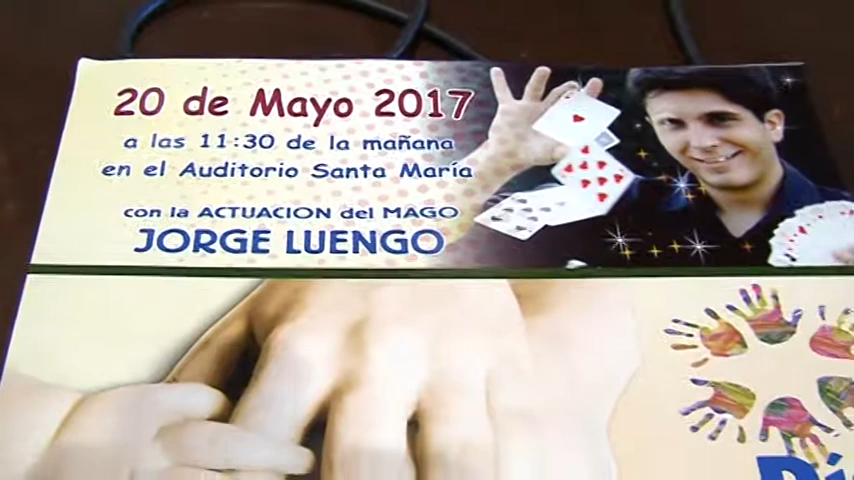 20 de Mayo 2017
a las 11:30 de la mañana
en el Auditorio Santa María
con la ACTUACION del MAGO
JORGE LUENGO